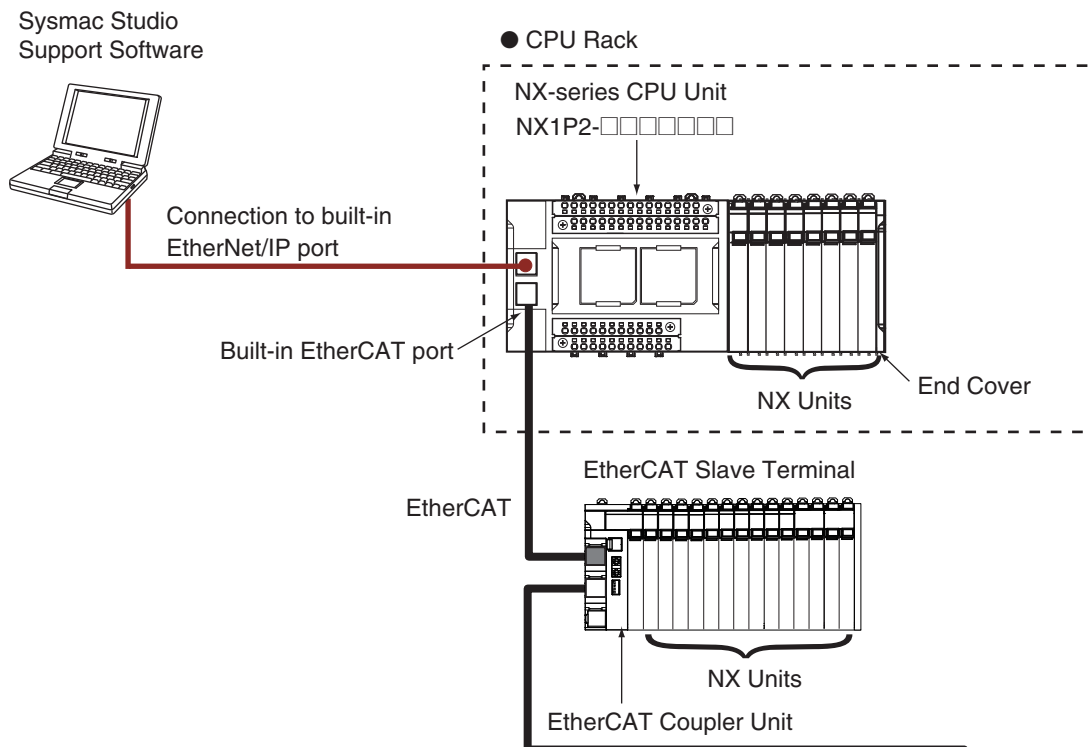 Sysmac Studio
Support Software
● CPU Rack
NX-series CPU Unit
NX1P2-□□□□□□□
Connection to built-in
EtherNet/IP port
Built-in EtherCAT port
End Cover
NX Units
EtherCAT Slave Terminal
EtherCAT
NX Units
EtherCAT Coupler Unit